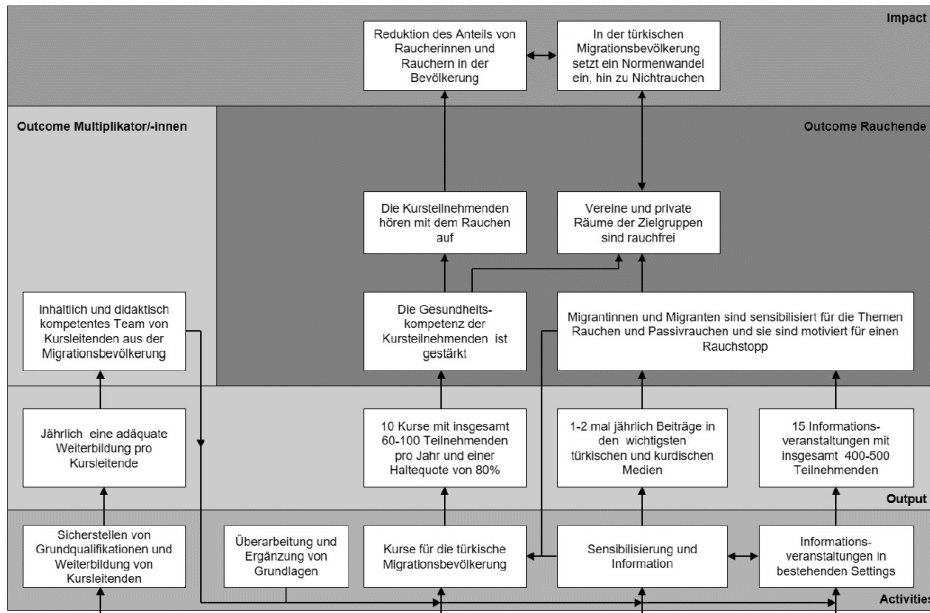 Impact
Reduktion des Anteils von
Raucherinnen und
Rauchern in der
Bevölkerung
In der türkischen
Migrationsbevölkerung
setzt ein Normenwandel
ein, hin zu Nichtrauchen
Outcome Multiplikator/-innen
Outcome Rauchende
Die Kursteilnehmenden
hören mit dem Rauchen
auf
Vereine und private
Räume der Zielgruppen
sind rauchfrei
Inhaltlich und didaktisch
kompetentes Team von
Kursleitenden aus der
Migrationsbevölkerung
Die Gesundheits-
kompetenz der
Kursteilnehmenden ist
gestärkt
Migrantinnen und Migranten sind sensibilisiert für die Themen
Rauchen und Passivrauchen und sie sind motiviert für einen
Rauchstopp
Jährlich eine adäquate
Weiterbildung pro
Kursleitende
10 Kurse mit insgesamt
60-100 Teilnehmenden
pro Jahr und einer
Haltequote von 80%
1-2 mal jährlich Beiträge in
den wichtigsten
türkischen und kurdischen
Medien
15 Informations-
veranstaltungen mit
insgesamt 400-500
Teilnehmenden
Output
Sicherstellen von
Grundqualifikationen und
Weiterbildung von
Kursleitenden
Überarbeitung und
Ergänzung von
Grundlagen
Kurse für die türkische
Migrationsbevölkerung
Sensibilisierung und
Information
Informations-
veranstaltungen in
bestehenden Settings
Activities